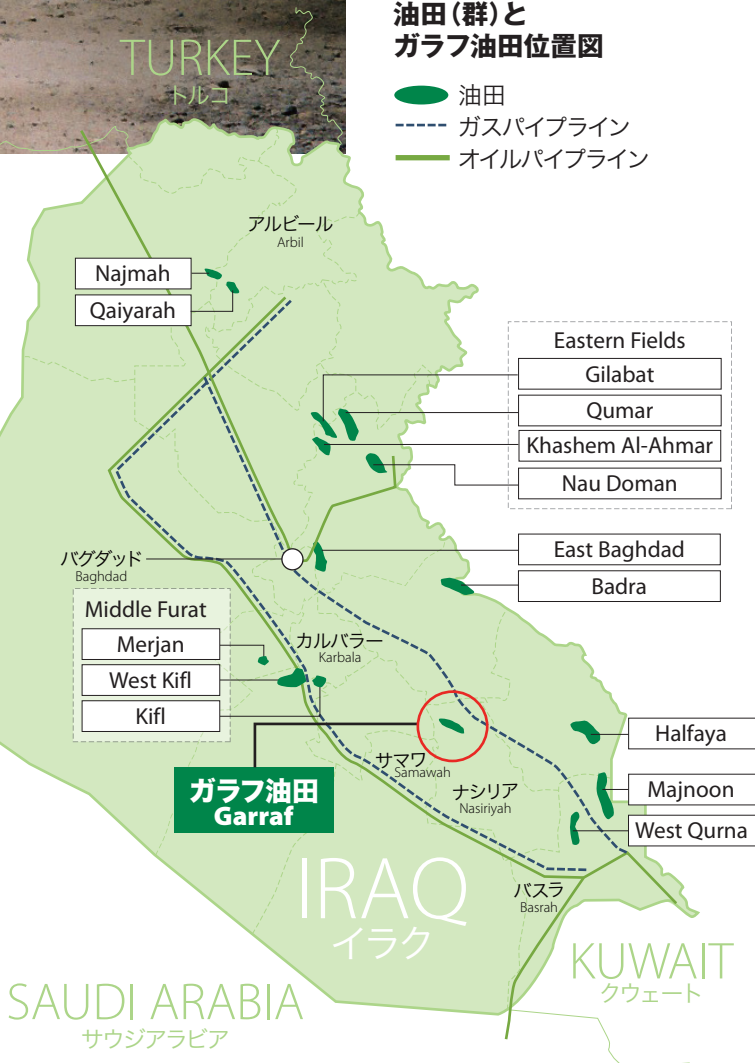 油田（群）と
ガラフ油田位置図
油田
ガスパイプライン
オイルパイプライン
TURKEY
トルコ
アルビール
Arbil
Najmah
Qaiyarah
Eastern Fields
Gilabat
Qumar
Khashem Al-Ahmar
Nau Doman
バグダッド
Baghdad
East Baghdad
Badra
Middle Furat
Merjan
West Kifl
Kifl
カルバラー
Karbala
Halfaya
サマワ
Samawah
ガラフ油田
Garraf
ナシリア
Nasiriyah
Majnoon
West Qurna
IRAQ
イラク
バスラ
Basrah
KUWAIT
クウェート
SAUDI ARABIA
サウジアラビア